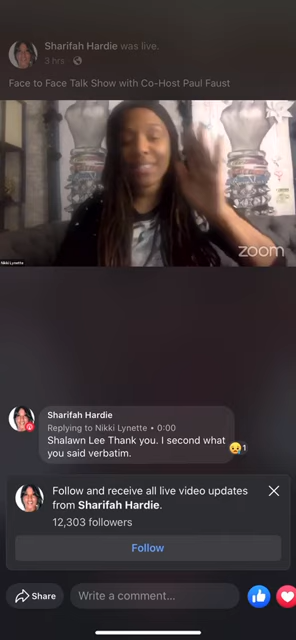 Sharifah Hardie was live.
3 hrs ·
Face to Face Talk Show with Co-Host Paul Faust
zoom
Nikki Lynette
Sharifah Hardie
Replying to Nikki Lynette • 0:00
Shalawn Lee Thank you. I second what
you said verbatim.
1
Follow and receive all live video updates
from Sharifah Hardie.
12,303 followers
Follow
Share
Write a comment...